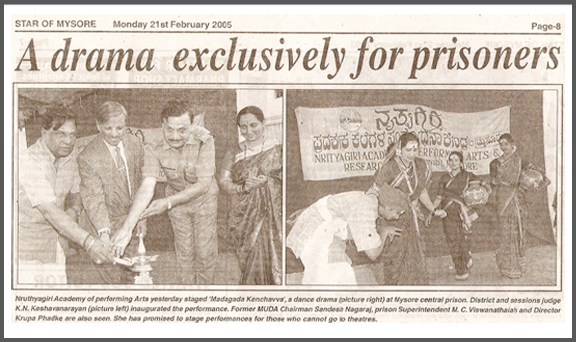 STAR OF MYSORE Monday 21st February 2005 Page-8
A drama exclusively for prisoners
ನೃತ್ಯಗಿರಿ
NRITYAGIRI ACADEMY PERFORMING ARTS &
RESEARCH
Nruthyagiri Academy of performing Arts yesterday staged 'Madagada Kenchavva', a dance drama (picture right) at Mysore central prison. District and sessions judge
K.N. Keshavanarayan (picture left) inaugurated the performance. Former MUDA Chairman Sandesh Nagaraj, prison Superintendent M. C. Viswanathaiah and Director
Krupa Phadke are also seen. She has promised to stage performances for those who cannot go to theatres.